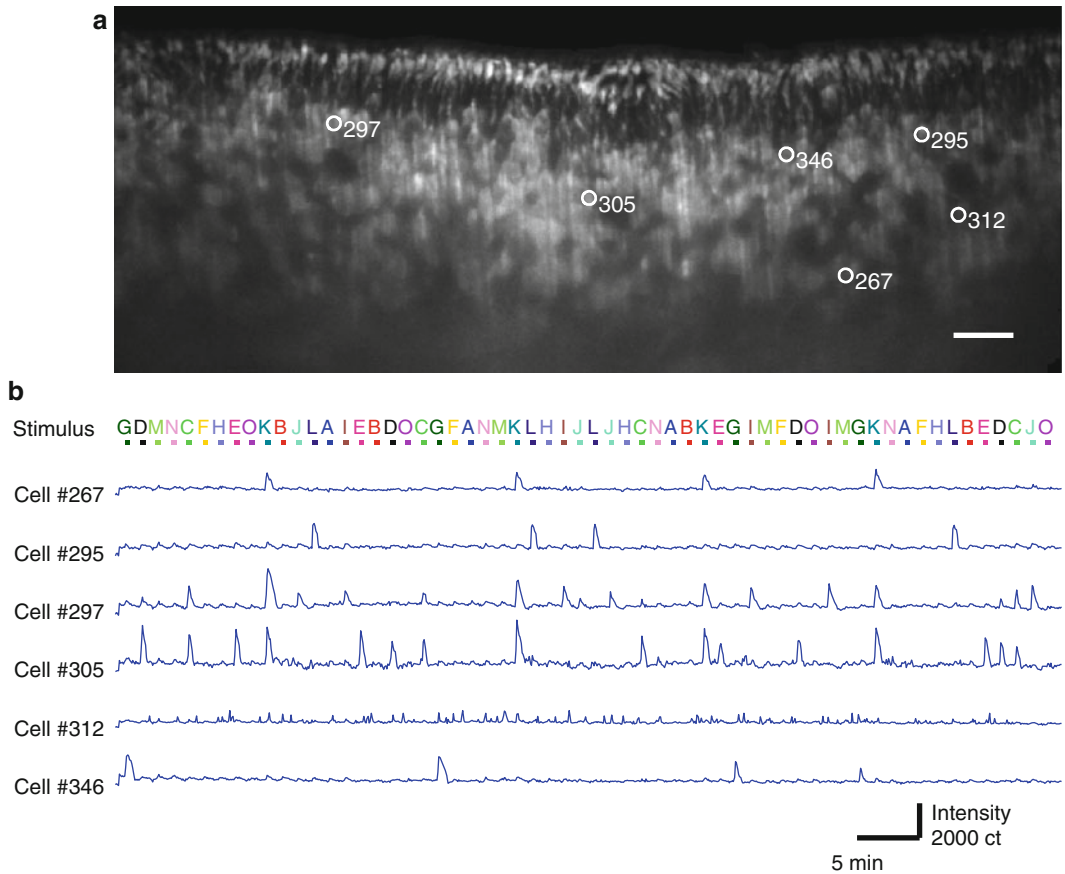 a
297
295
346
305
312
267
b
Stimulus GDMNCFHEOKBJLAIEBDOCGFANMKLHIJLJHCNABKEGIMFDOIMGKNAFHLBEDCJO
Cell #267
Cell #295
Cell #297
Cell #305
Cell #312
Cell #346
Intensity
2000 ct
5 min